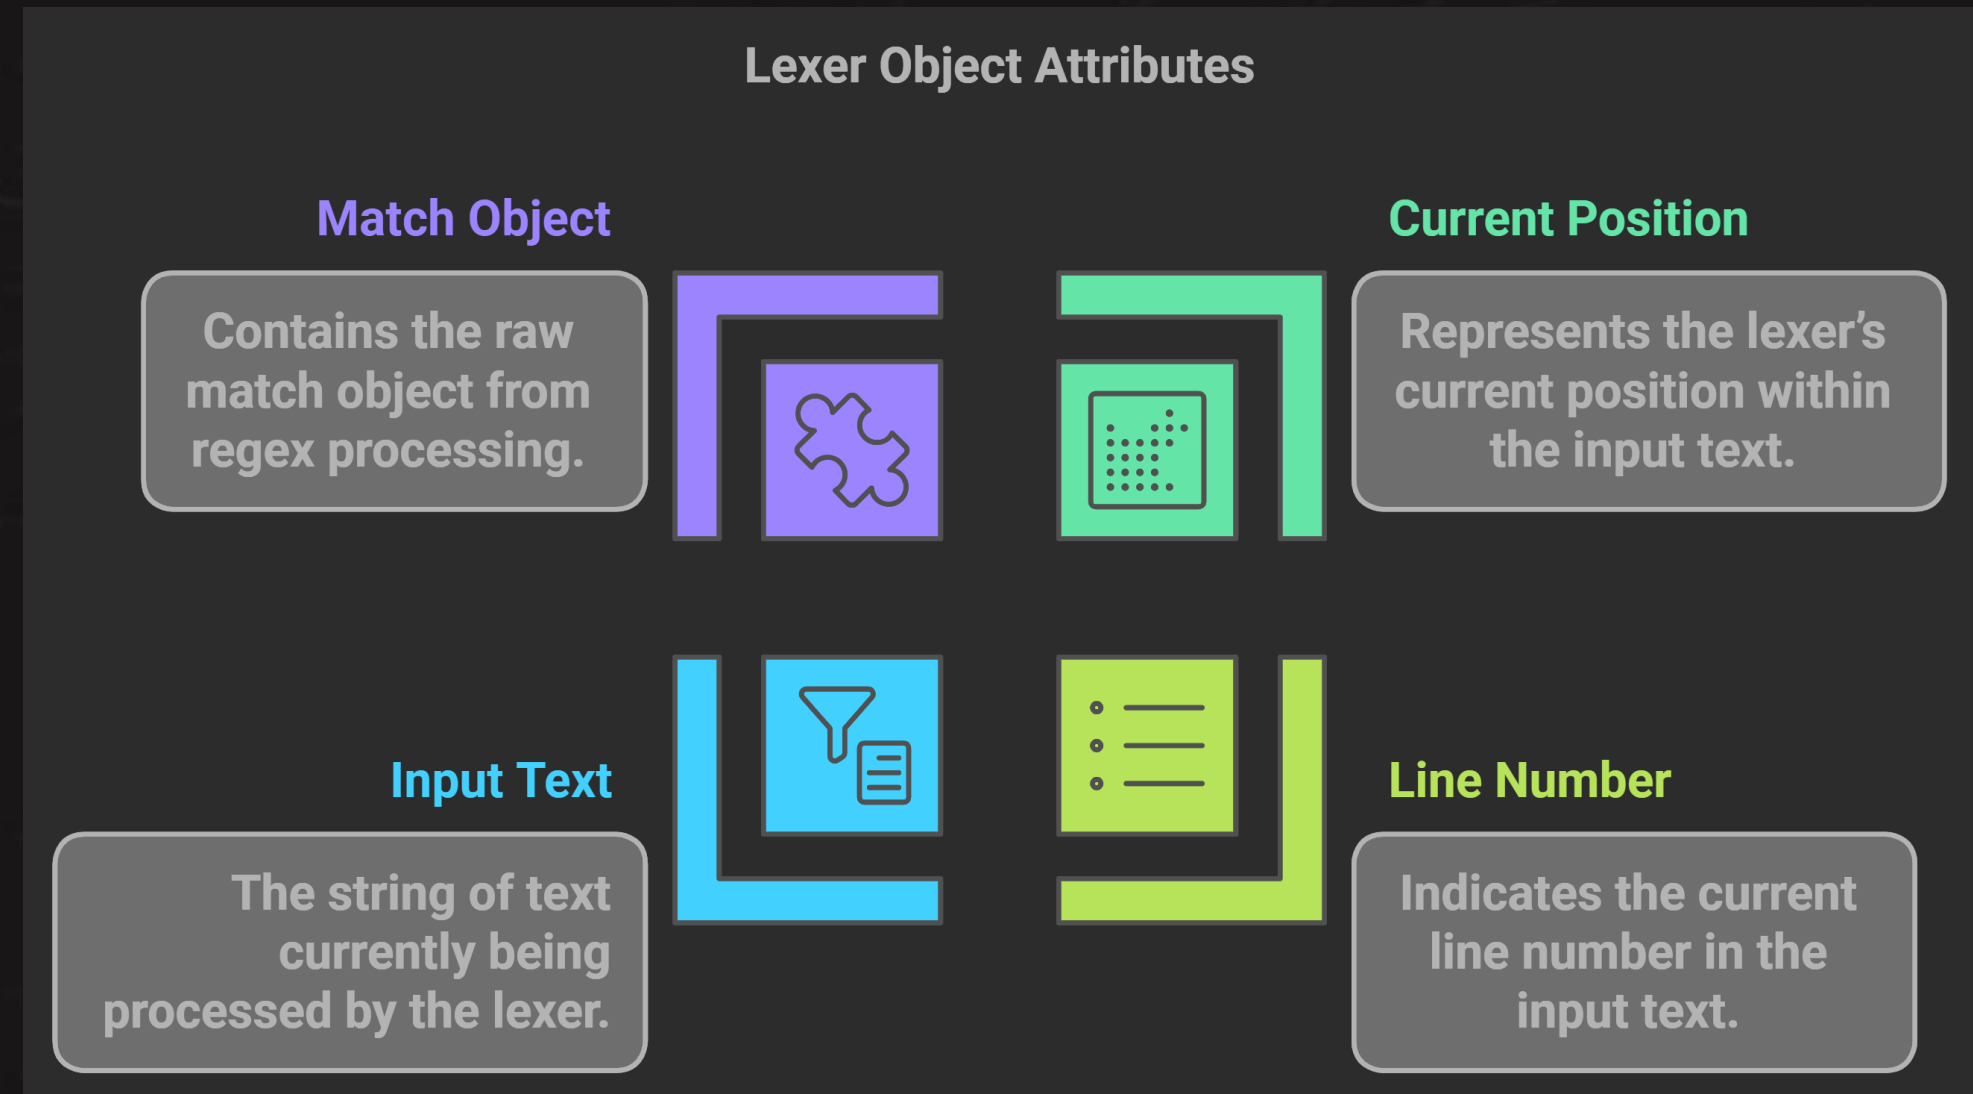 Lexer Object Attributes
Match Object
Contains the raw
match object from
regex processing.
Current Position
Represents the lexer’s
current position within
the input text.
Input Text
The string of text
currently being
processed by the lexer.
Line Number
Indicates the current
line number in the
input text.